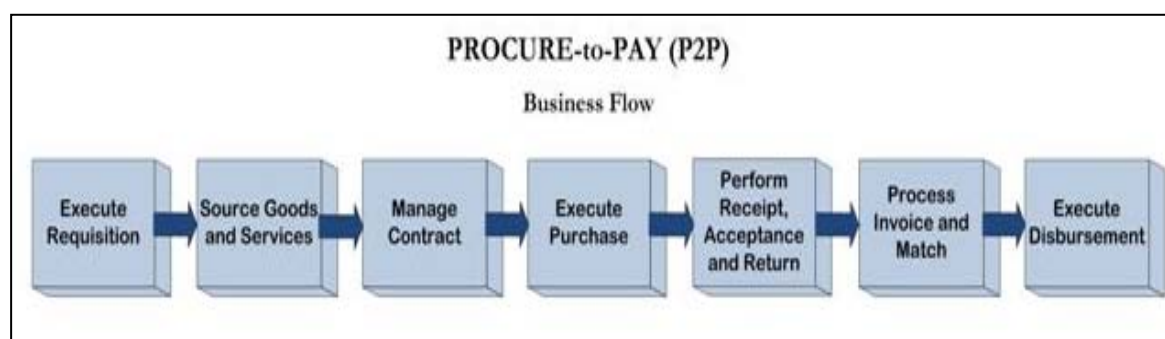 PROCURE-to-PAY (P2P)
Business Flow
Execute
Requisition
Source Goods
and Services
Manage
Contract
Execute
Purchase
Perform
Receipt,
Acceptance
and Return
Process
Invoice and
Match
Execute
Disbursement